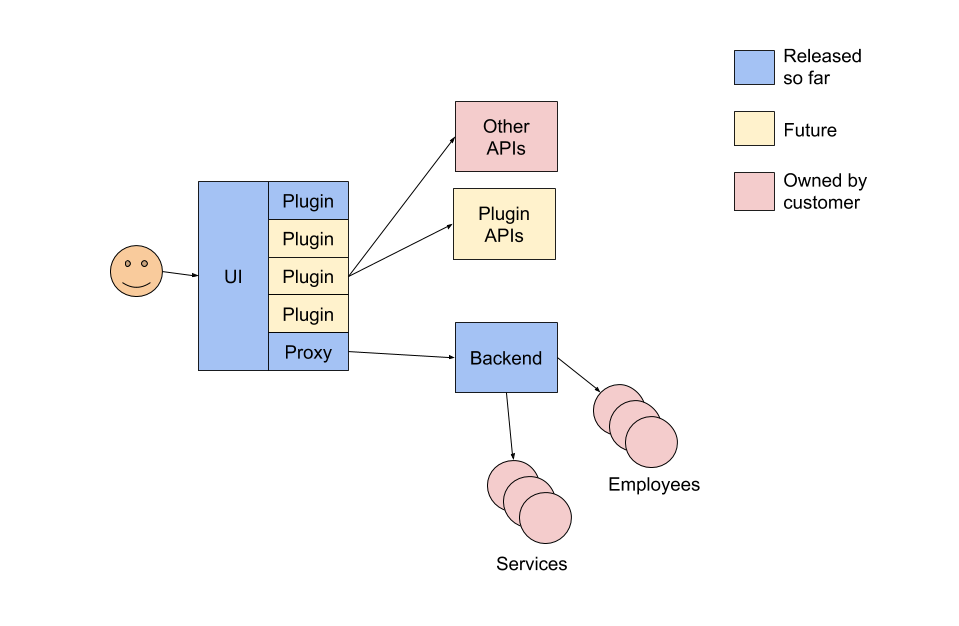 Released
so far
Future
Owned by
customer
Other
APIs
Plugin
APIs
UI
Plugin
Plugin
Plugin
Plugin
Proxy
Backend
Employees
Services